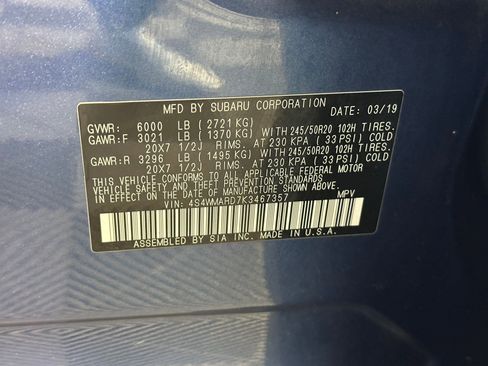 MFD BY SUBARU CORPORATION DATE: 03/19
GVWR: 6000 LB (2721 KG)
GAWR:F 3021 LB (1370 KG) WITH 245/50R20 102H TIRES.
20X7 1/2J RIMS. AT 230 KPA ( 33 PSI) COLD
GAWR:R 3296 LB (1495 KG) WITH 245/50R20 102H TIRES.
20X7 1/2J RIMS. AT 230 KPA ( 33 PSI) COLD
THIS VEHICLE CONFORMS TO ALL APPLICABLE FEDERAL MOTOR
VEHICLE SAFETY AND THEFT PREVENTION STANDARDS
IN EFFECT ON THE DATE OF MANUFACTURE SHOWN ABOVE.
VIN: 4S4WMARD7K3467357 MPV
ASSEMBLED BY SIA INC. MADE IN U.S.A.